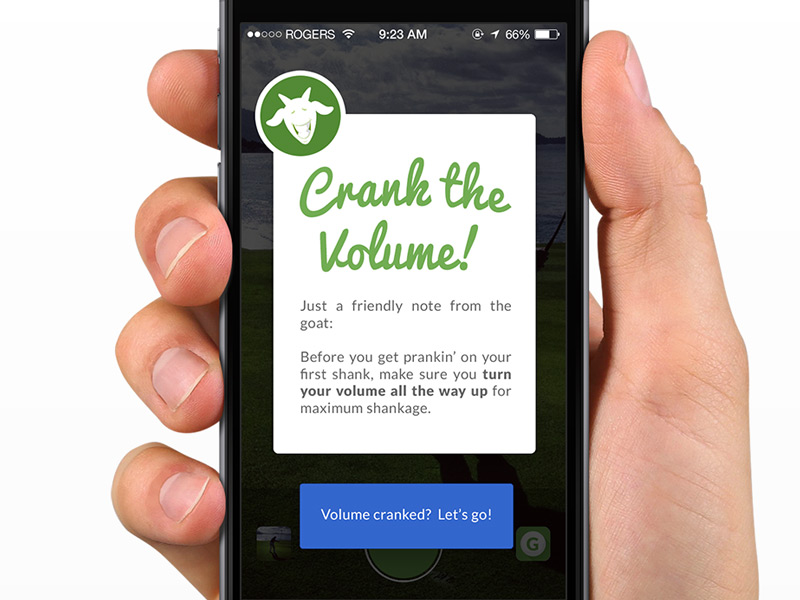 ROGERS 9:23 AM 66%
Crank the
Volume!
Just a friendly note from the
goat:
Before you get prankin’ on your
first shank, make sure you turn
your volume all the way up for
maximum shankage.
Volume cranked? Let's go!
G